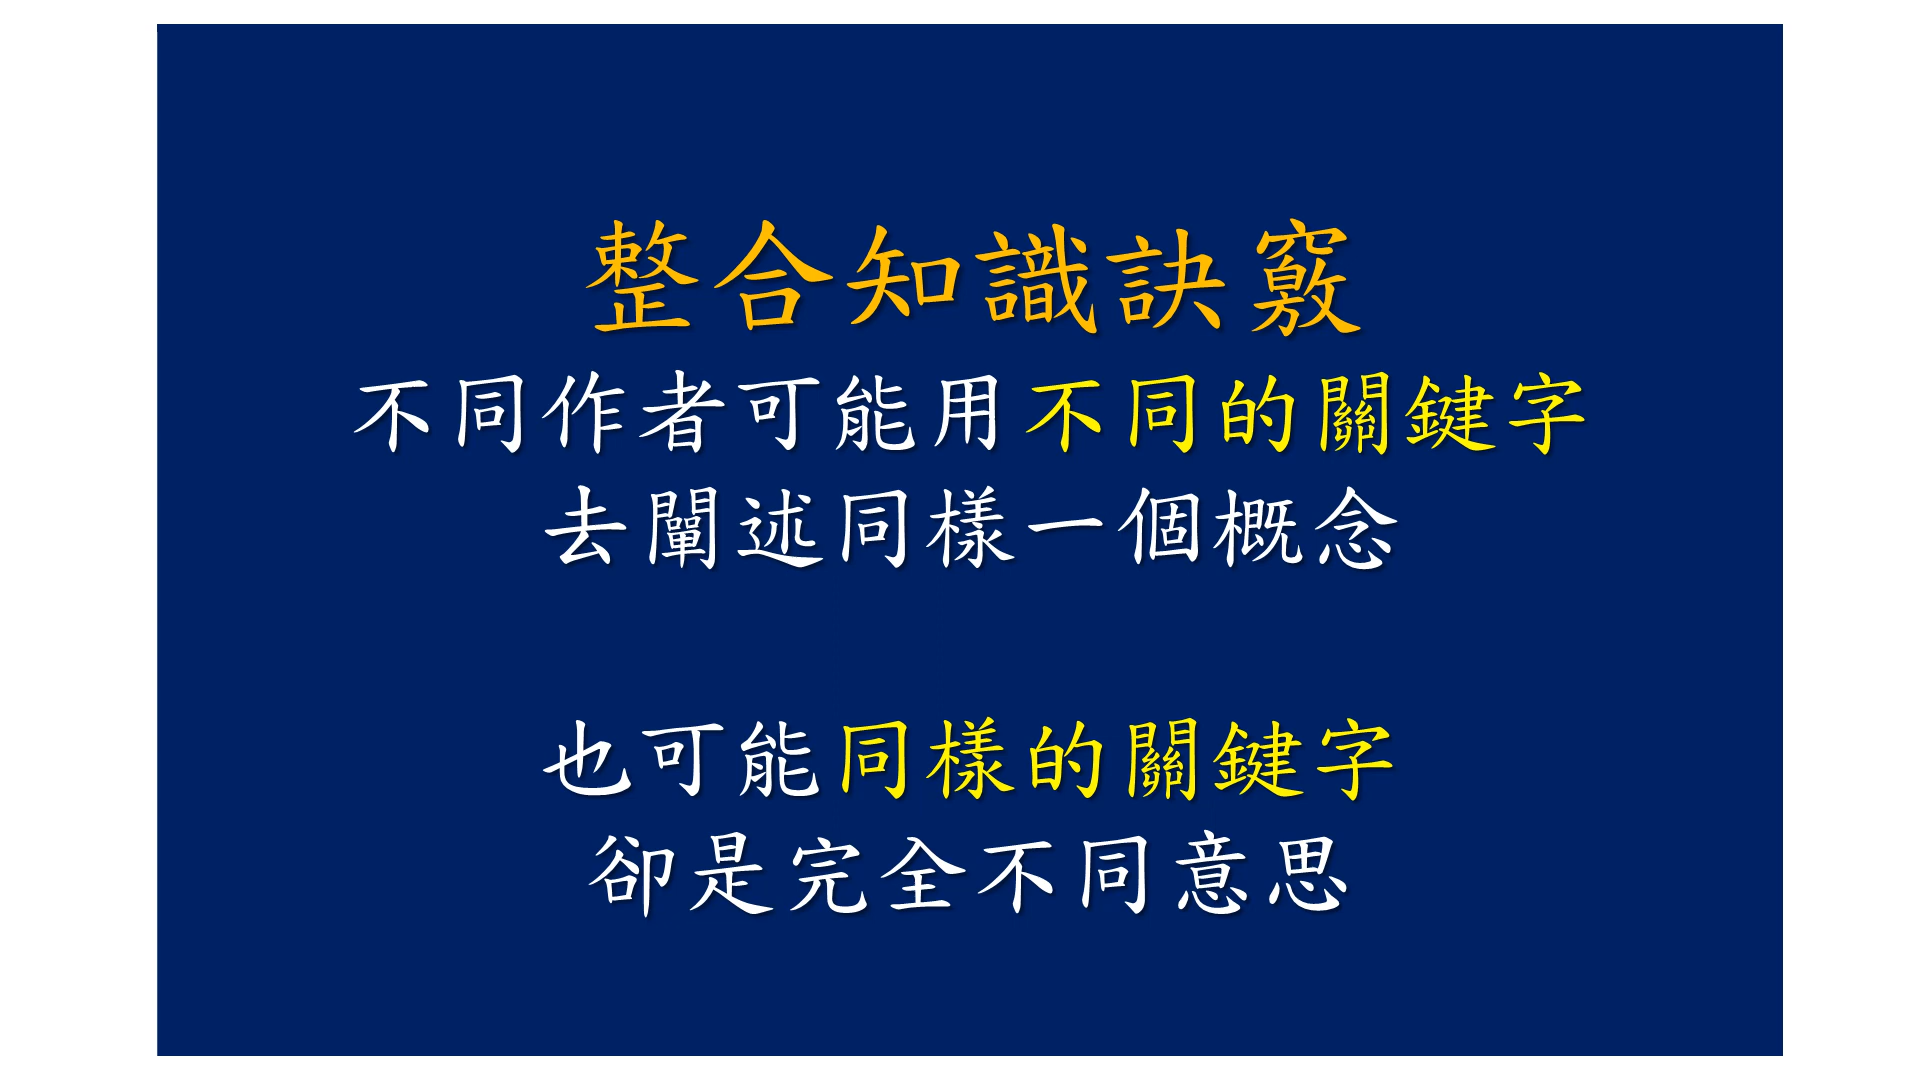 整合知識訣竅
不同作者可能用不同的關鍵字
去闡述同樣一個概念
也可能同樣的關鍵字
卻是完全不同意思